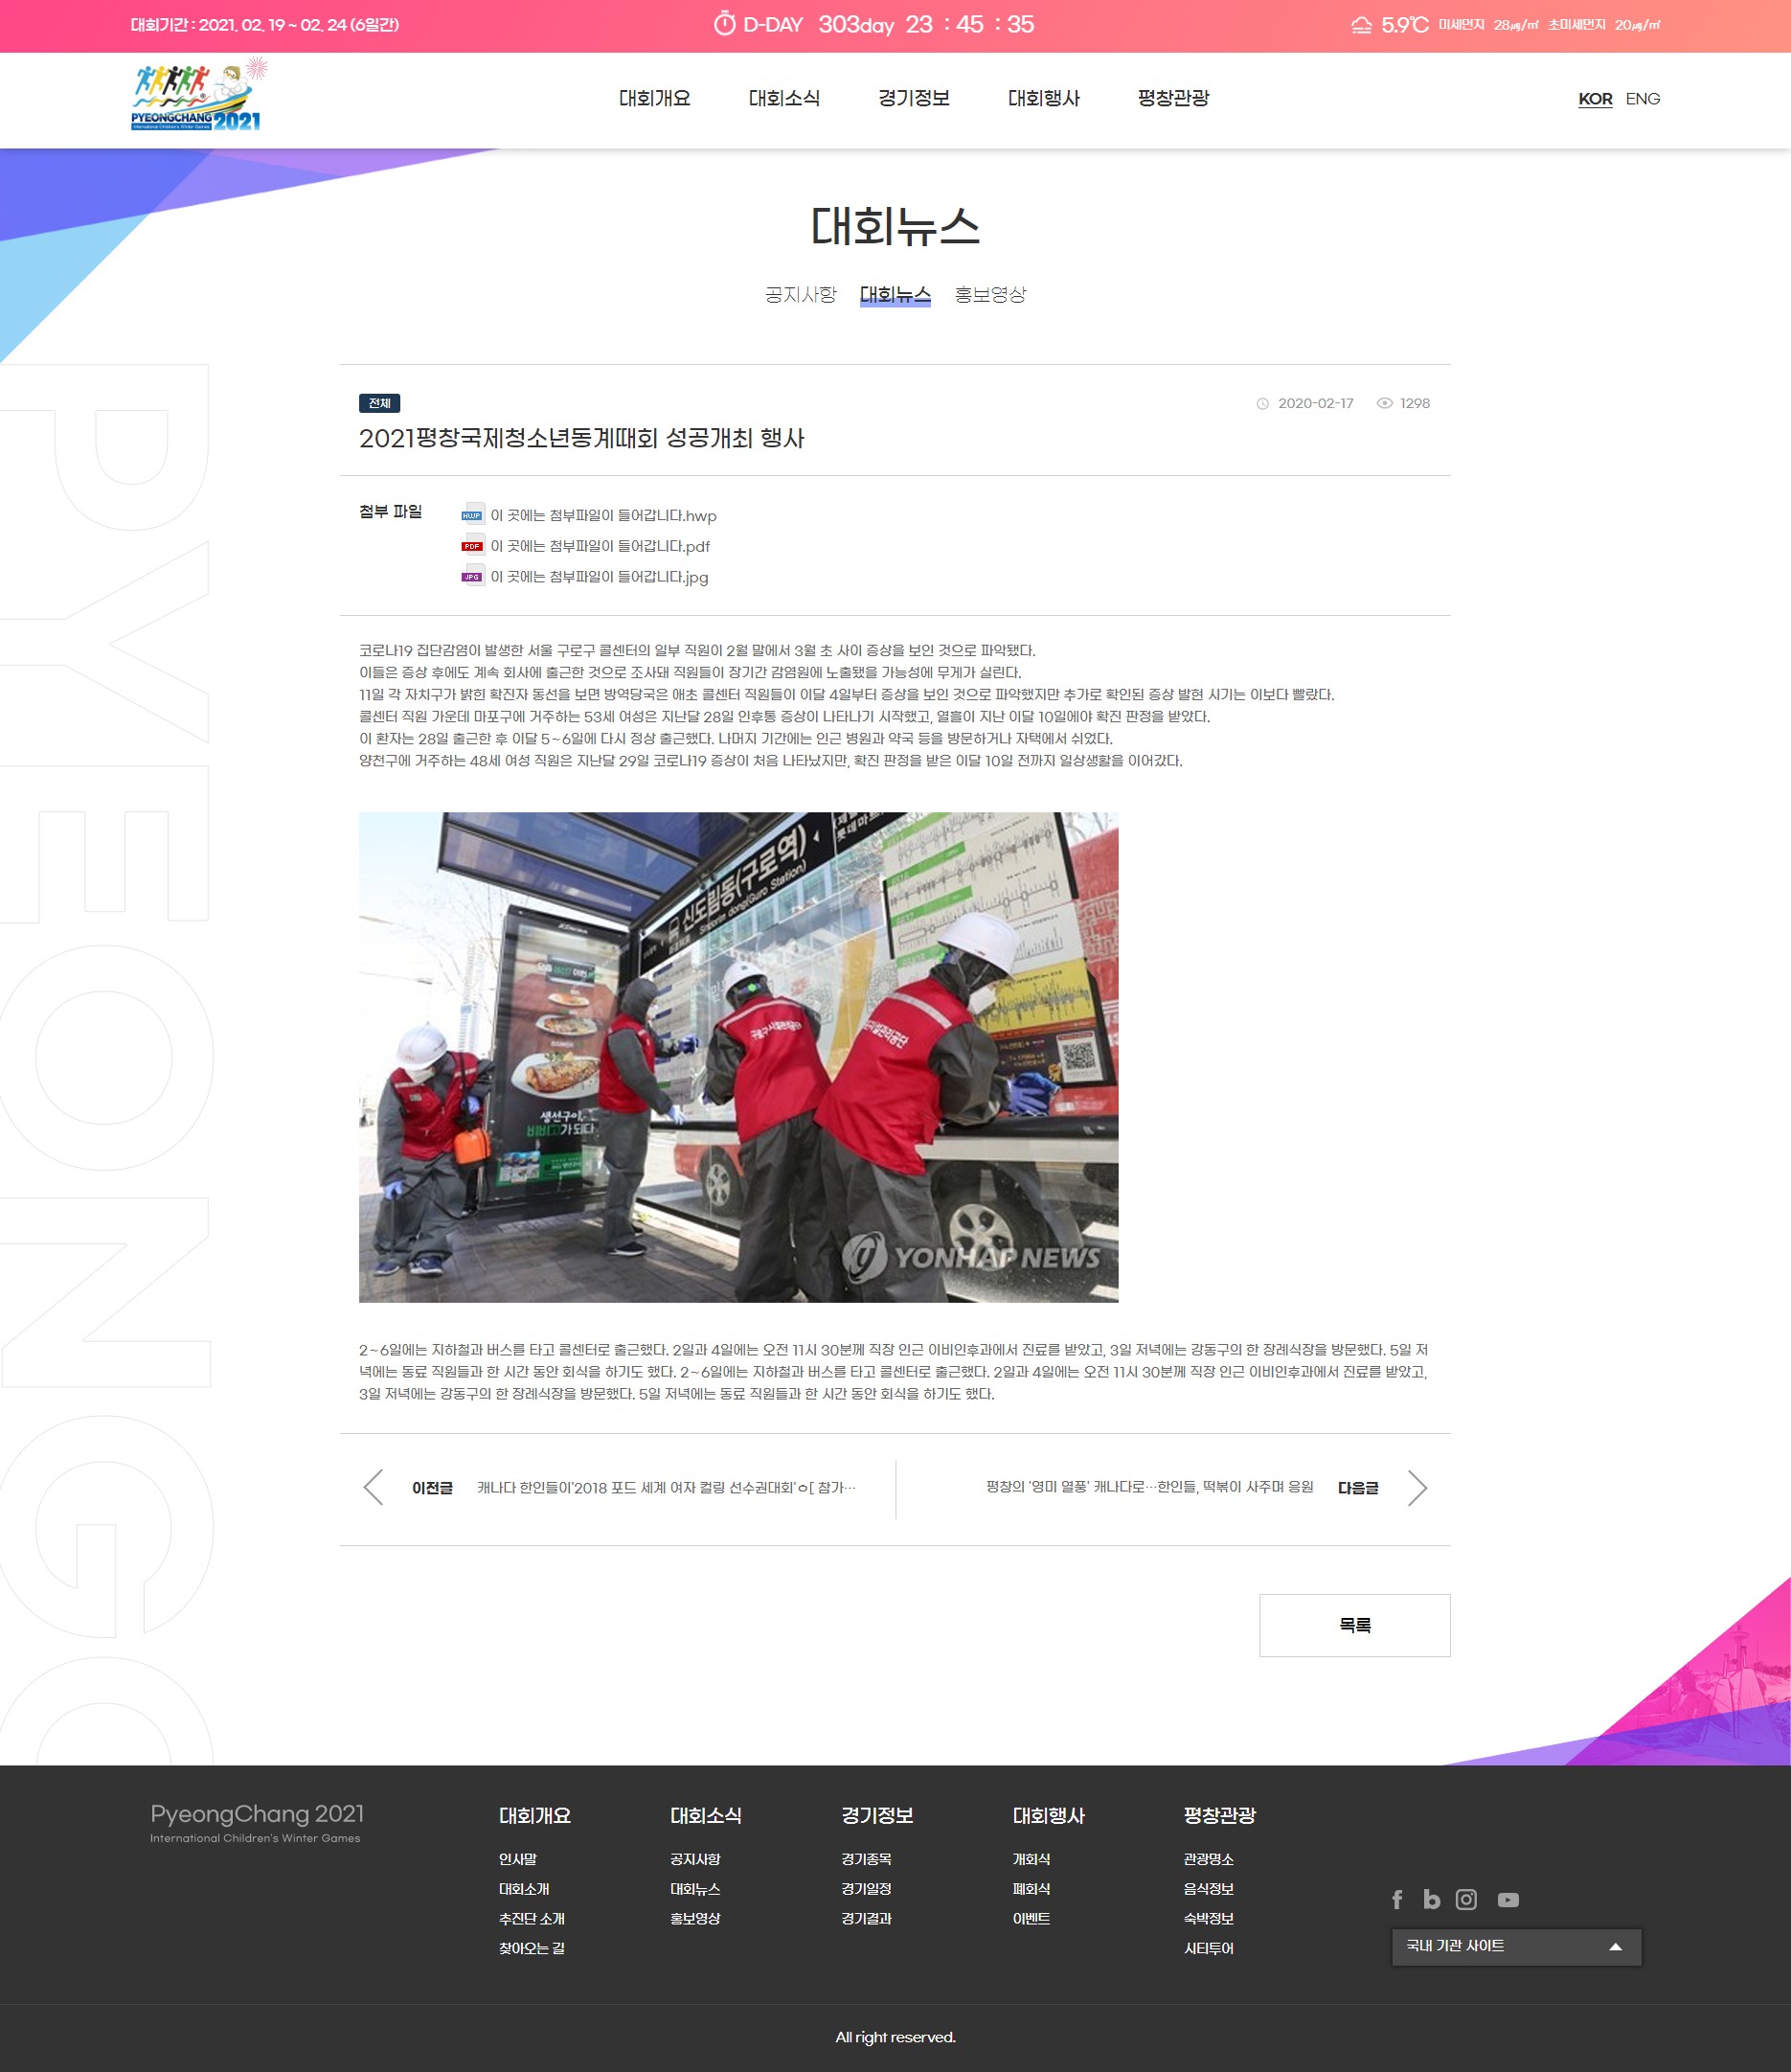 대회기간 : 2021. 02. 19 ~ 02. 24 (6일간)
D-DAY 303day 23 : 45 : 35
5.9℃ 미세먼지 28㎍/㎥ 초미세먼지 20㎍/㎥
PYEONGCHANG 2021
International Children's Winter Games
대회개요 대회소식 경기정보 대회행사 평창관광
KOR ENG
대회뉴스
공지사항 대회뉴스 홍보영상
PYEONGC
전체
2020-02-17 1298
2021평창국제청소년동계때회 성공개최 행사
첨부 파일
HWP 이 곳에는 첨부파일이 들어갑니다.hwp
PDF 이 곳에는 첨부파일이 들어갑니다.pdf
JPG 이 곳에는 첨부파일이 들어갑니다.jpg
코로나19 집단감염이 발생한 서울 구로구 콜센터의 일부 직원이 2월 말에서 3월 초 사이 증상을 보인 것으로 파악됐다.
이들은 증상 후에도 계속 회사에 출근한 것으로 조사돼 직원들이 장기간 감염원에 노출됐을 가능성에 무게가 실린다.
11일 각 자치구가 밝힌 확진자 동선을 보면 방역당국은 애초 콜센터 직원들이 이달 4일부터 증상을 보인 것으로 파악했지만 추가로 확인된 증상 발현 시기는 이보다 빨랐다.
콜센터 직원 가운데 마포구에 거주하는 53세 여성은 지난달 28일 인후통 증상이 나타나기 시작했고, 열흘이 지난 이달 10일에야 확진 판정을 받았다.
이 환자는 28일 출근한 후 이달 5~6일에 다시 정상 출근했다. 나머지 기간에는 인근 병원과 약국 등을 방문하거나 자택에서 쉬었다.
양천구에 거주하는 48세 여성 직원은 지난달 29일 코로나19 증상이 처음 나타났지만, 확진 판정을 받은 이달 10일 전까지 일상생활을 이어갔다.
신도림동(구로역)
Sindorim dong(Guro Station)
생선구이,
비비고가 되다
YONHAP NEWS
2~6일에는 지하철과 버스를 타고 콜센터로 출근했다. 2일과 4일에는 오전 11시 30분께 직장 인근 이비인후과에서 진료를 받았고, 3일 저녁에는 강동구의 한 장례식장을 방문했다. 5일 저
녁에는 동료 직원들과 한 시간 동안 회식을 하기도 했다. 2~6일에는 지하철과 버스를 타고 콜센터로 출근했다. 2일과 4일에는 오전 11시 30분께 직장 인근 이비인후과에서 진료를 받았고,
3일 저녁에는 강동구의 한 장례식장을 방문했다. 5일 저녁에는 동료 직원들과 한 시간 동안 회식을 하기도 했다.
이전글 캐나다 한인들이'2018 포드 세계 여자 컬링 선수권대회'ㅇ[ 참가…
평창의 '영미 열풍' 캐나다로…한인들, 떡볶이 사주며 응원 다음글
목록
PyeongChang 2021
International Children's Winter Games
대회개요 대회소식 경기정보 대회행사 평창관광
인사말 공지사항 경기종목 개회식 관광명소
대회소개 대회뉴스 경기일정 폐회식 음식정보
추진단 소개 홍보영상 경기결과 이벤트 숙박정보
찾아오는 길 시티투어
국내 기관 사이트
All right reserved.